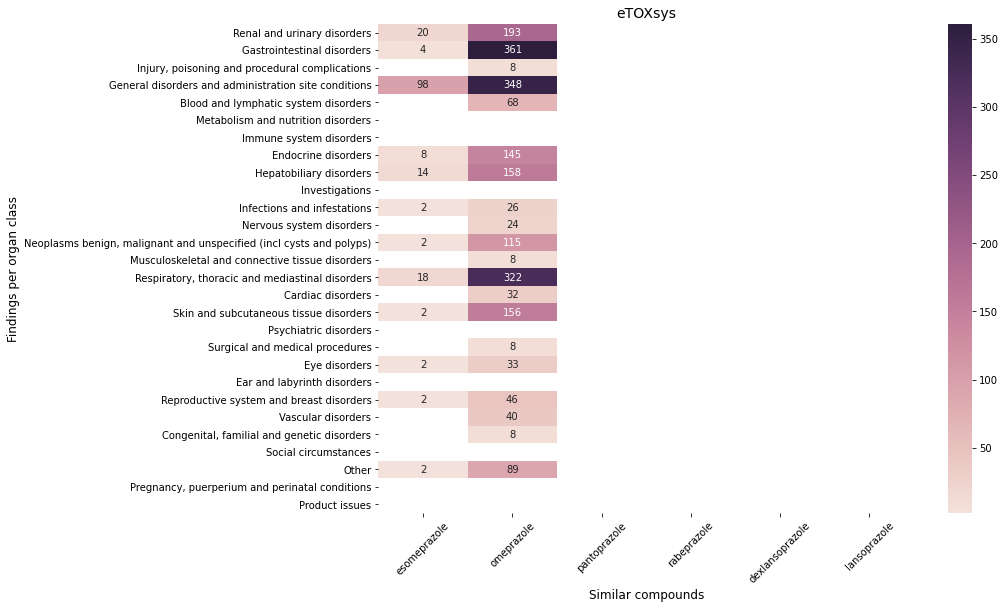 eTOXsys
Findings per organ class
Renal and urinary disorders 20 193
Gastrointestinal disorders 4 361
Injury, poisoning and procedural complications 8
General disorders and administration site conditions 98 348
Blood and lymphatic system disorders 68
Metabolism and nutrition disorders
Immune system disorders
Endocrine disorders 8 145
Hepatobiliary disorders 14 158
Investigations
Infections and infestations 2 26
Nervous system disorders 24
Neoplasms benign, malignant and unspecified (incl cysts and polyps) 2 115
Musculoskeletal and connective tissue disorders 8
Respiratory, thoracic and mediastinal disorders 18 322
Cardiac disorders 32
Skin and subcutaneous tissue disorders 2 156
Psychiatric disorders
Surgical and medical procedures 8
Eye disorders 2 33
Ear and labyrinth disorders
Reproductive system and breast disorders 2 46
Vascular disorders 40
Congenital, familial and genetic disorders 8
Social circumstances
Other 2 89
Pregnancy, puerperium and perinatal conditions
Product issues
esomeprazole omeprazole pantoprazole rabeprazole dexlansoprazole lansoprazole
Similar compounds
350
300
250
200
150
100
50